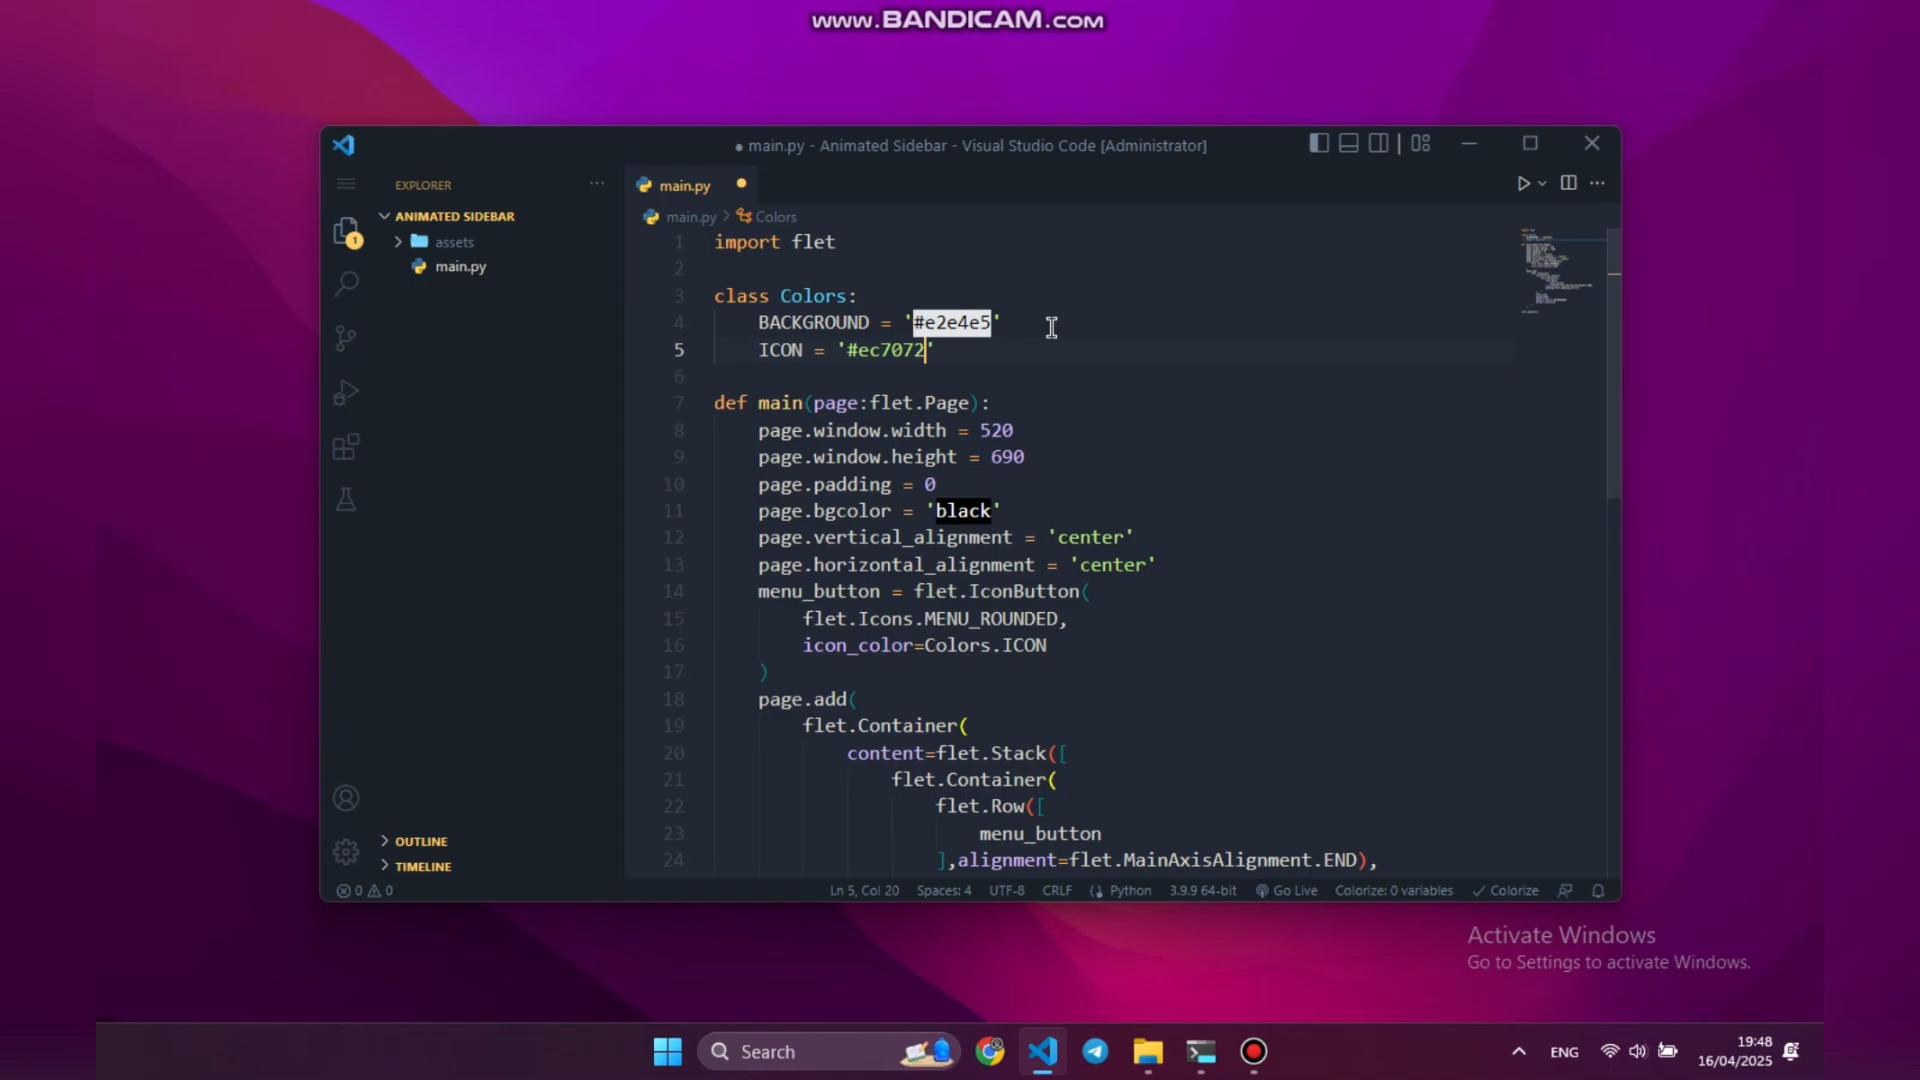 www.BANDICAM.com
● main.py - Animated Sidebar - Visual Studio Code [Administrator]
EXPLORER
main.py
ANIMATED SIDEBAR
main.py > Colors
1
assets
main.py
1 import flet
2
3 class Colors:
4 BACKGROUND = '#e2e4e5'
5 ICON = '#ec7072'
6
7 def main(page:flet.Page):
8 page.window.width = 520
9 page.window.height = 690
10 page.padding = 0
11 page.bgcolor = 'black'
12 page.vertical_alignment = 'center'
13 page.horizontal_alignment = 'center'
14 menu_button = flet.IconButton(
15 flet.Icons.MENU_ROUNDED,
16 icon_color=Colors.ICON
17 )
18 page.add(
19 flet.Container(
20 content=flet.Stack([
21 flet.Container(
22 flet.Row([
23 menu_button
24 ],alignment=flet.MainAxisAlignment.END),
OUTLINE
TIMELINE
0 0
Ln 5, Col 20 Spaces: 4 UTF-8 CRLF Python 3.9.9 64-bit Go Live Colorize: 0 variables Colorize
Activate Windows
Go to Settings to activate Windows.
Search
ENG
19:48
16/04/2025